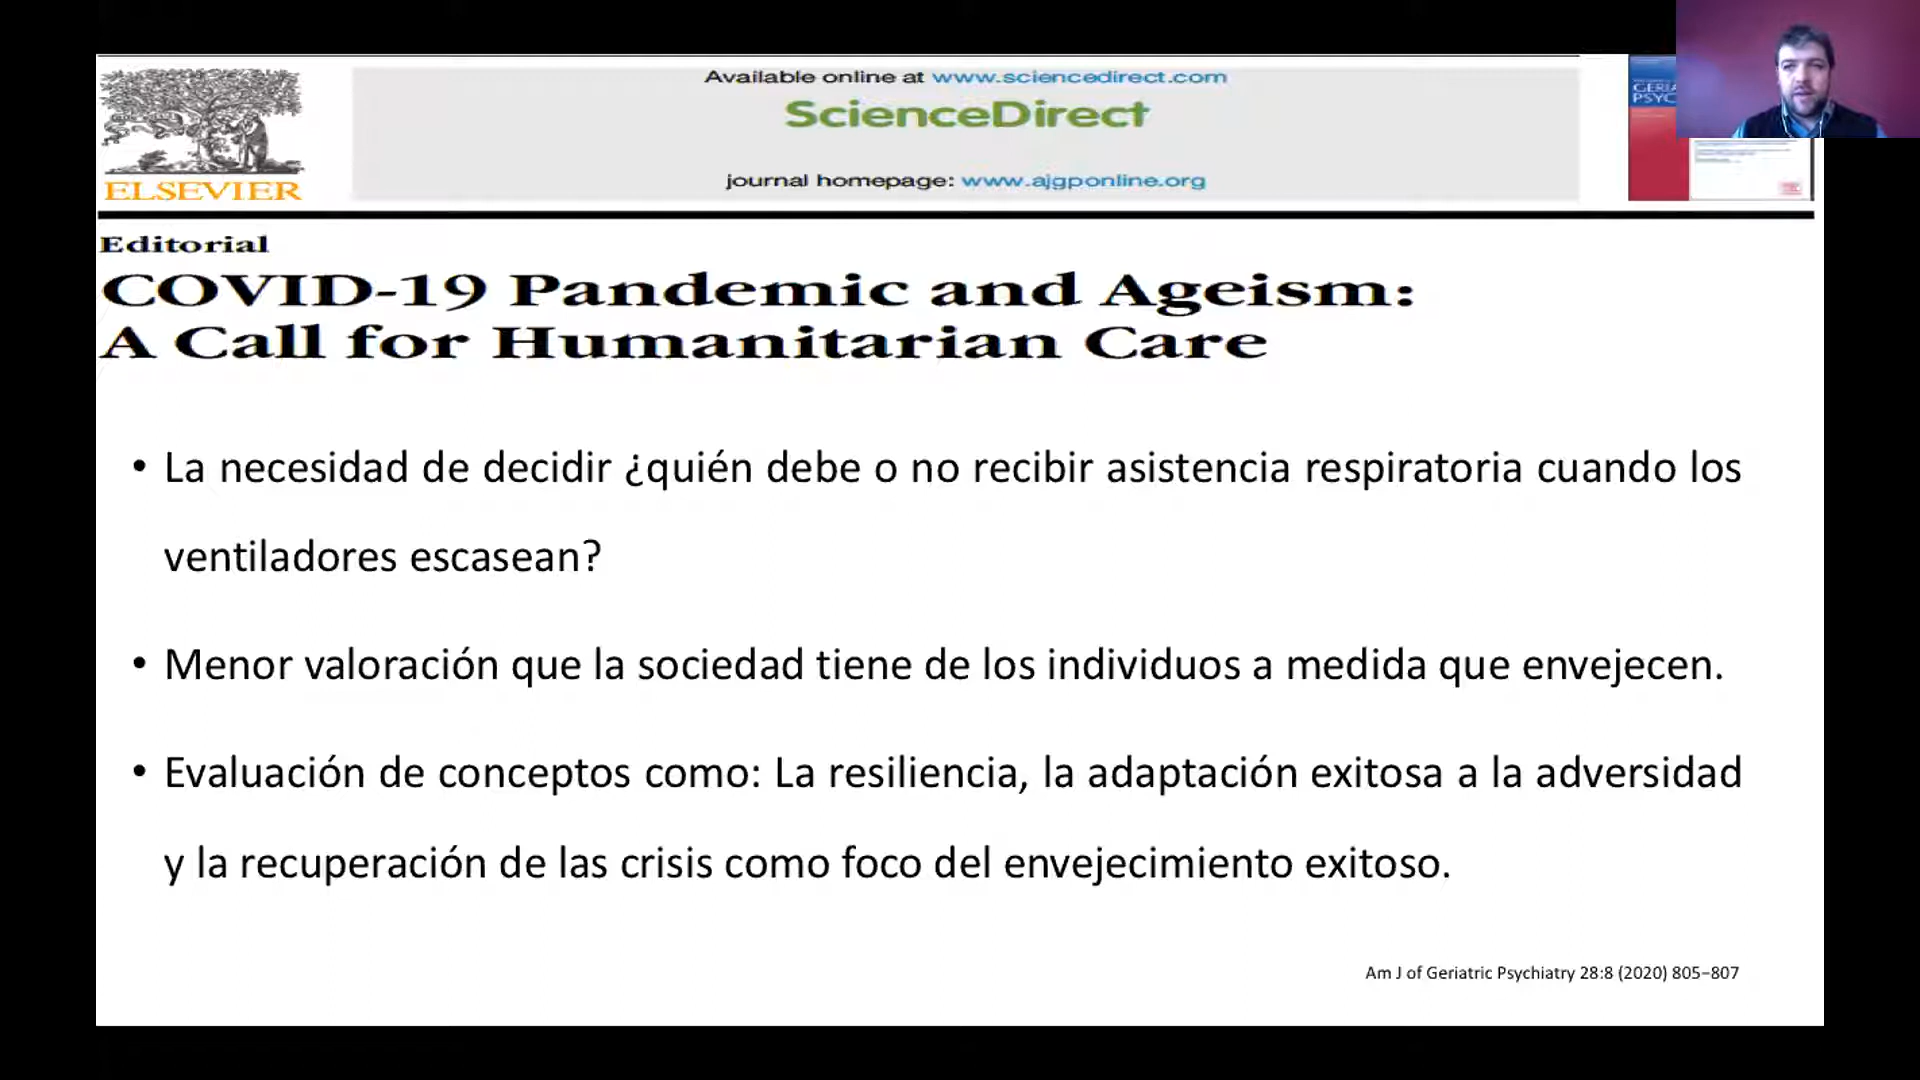 Available online at www.sciencedirect.com
ScienceDirect
journal homepage: www.ajgponline.org
ELSEVIER
Editorial
COVID-19 Pandemic and Ageism:
A Call for Humanitarian Care
• La necesidad de decidir ¿quién debe o no recibir asistencia respiratoria cuando los
ventiladores escasean?
• Menor valoración que la sociedad tiene de los individuos a medida que envejecen.
• Evaluación de conceptos como: La resiliencia, la adaptación exitosa a la adversidad
y la recuperación de las crisis como foco del envejecimiento exitoso.
Am J of Geriatric Psychiatry 28:8 (2020) 805−807